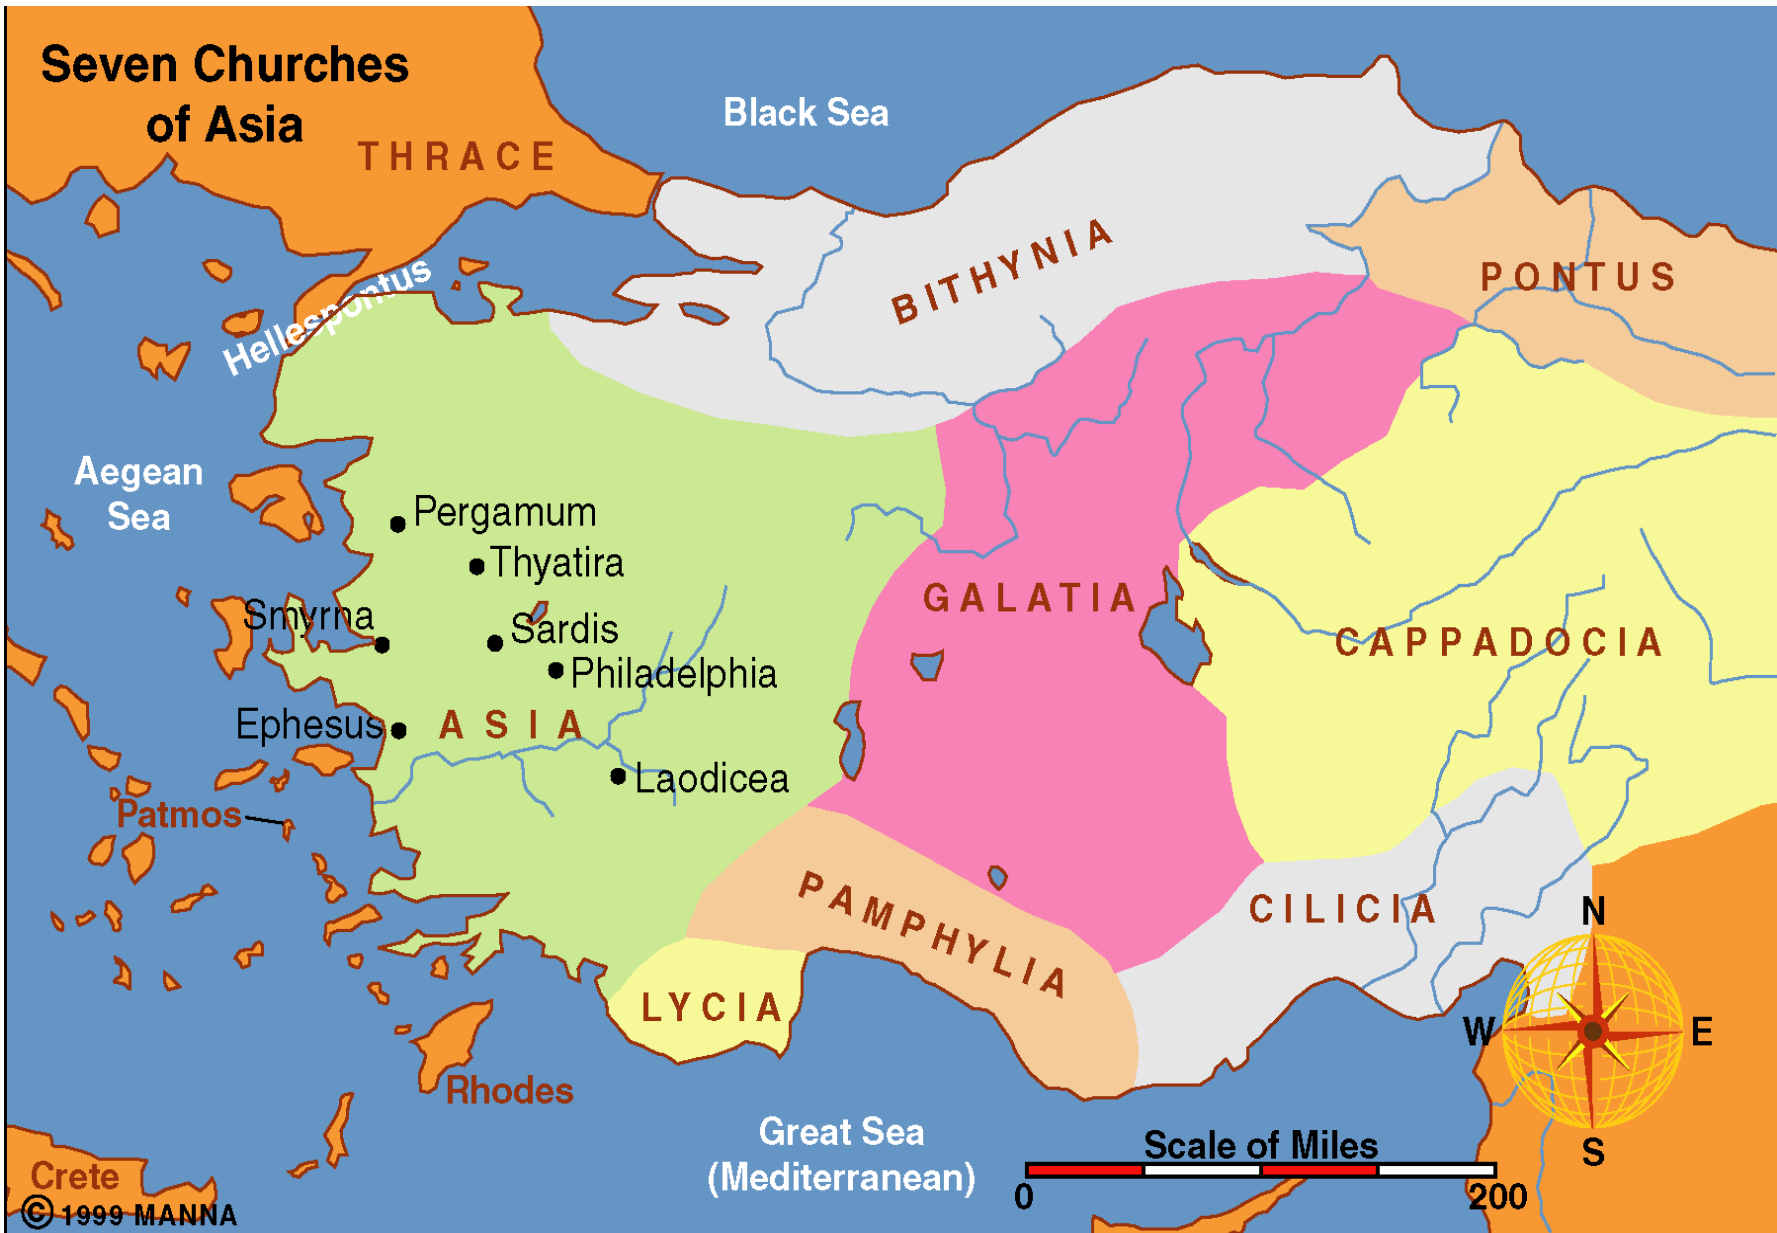 Seven Churches
of Asia
THRACE
Black Sea
BITHYNIA
PONTUS
Hellespontus
Aegean
Sea
Pergamum
Thyatira
GALATIA
Smyrna
Sardis
CAPPADOCIA
Philadelphia
Ephesus
ASIA
Laodicea
Patmos
PAMPHYLIA
CILICIA
N
LYCIA
W
E
Rhodes
Great Sea
(Mediterranean)
Scale of Miles
S
0
200
Crete
© 1999 MANNA